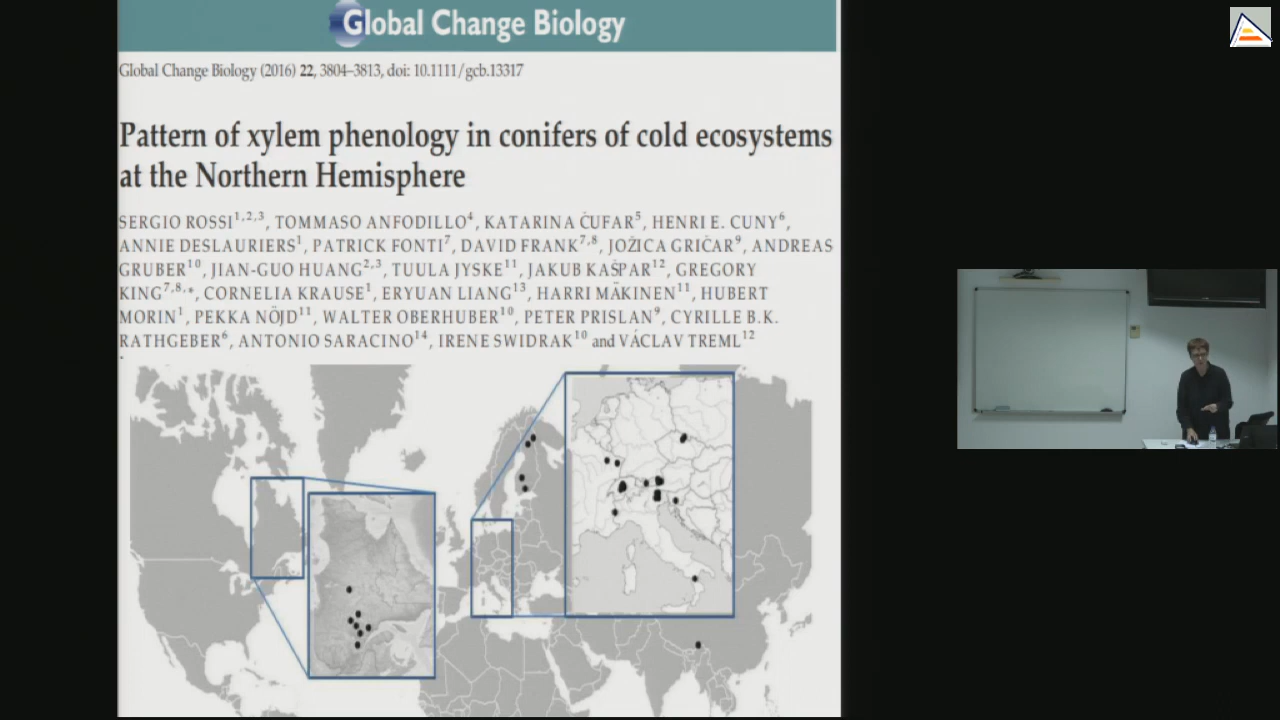 Global Change Biology
Global Change Biology (2016) 22, 3804–3813, doi: 10.1111/gcb.13317
Pattern of xylem phenology in conifers of cold ecosystems
at the Northern Hemisphere
SERGIO ROSSI1,2,3, TOMMASO ANFODILLO4, KATARINA ČUFAR5, HENRI E. CUNY6,
ANNIE DESLAURIERS1, PATRICK FONTI7, DAVID FRANK7,8, JOŽICA GRIČAR9, ANDREAS
GRUBER10, JIAN-GUO HUANG2,3, TUULA JYSKE11, JAKUB KAŠPAR12, GREGORY
KING7,8,*, CORNELIA KRAUSE1, ERYUAN LIANG13, HARRI MÄKINEN11, HUBERT
MORIN1, PEKKA NÖJD11, WALTER OBERHUBER10, PETER PRISLAN9, CYRILLE B.K.
RATHGEBER6, ANTONIO SARACINO14, IRENE SWIDRAK10 and VÁCLAV TREML12